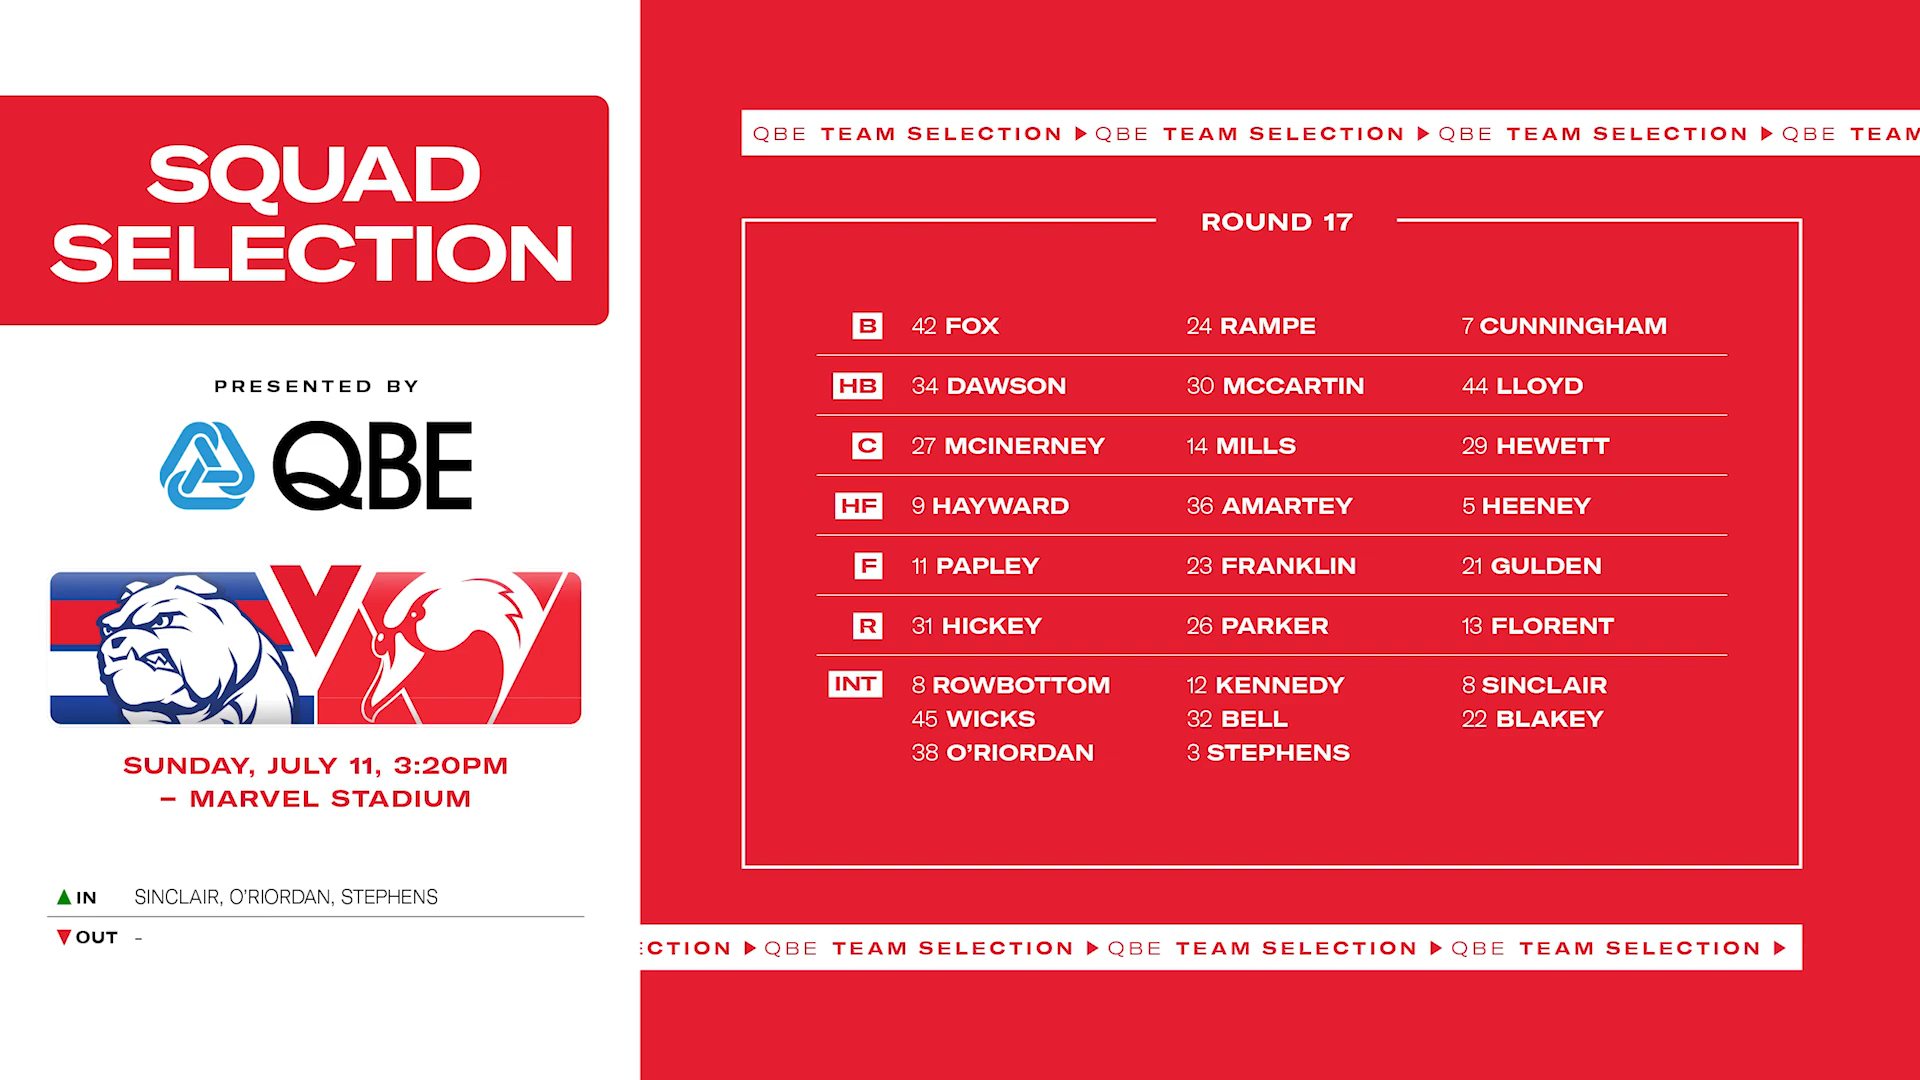 SQUAD
SELECTION
PRESENTED BY
QBE
V
SUNDAY, JULY 11, 3:20PM
– MARVEL STADIUM
IN SINCLAIR, O'RIORDAN, STEPHENS
OUT -
QBE TEAM SELECTION ▶ QBE TEAM SELECTION ▶ QBE TEAM SELECTION ▶ QBE TEAM
ROUND 17
B 42 FOX 24 RAMPE 7 CUNNINGHAM
HB 34 DAWSON 30 MCCARTIN 44 LLOYD
C 27 MCINERNEY 14 MILLS 29 HEWETT
HF 9 HAYWARD 36 AMARTEY 5 HEENEY
F 11 PAPLEY 23 FRANKLIN 21 GULDEN
R 31 HICKEY 26 PARKER 13 FLORENT
INT 8 ROWBOTTOM 12 KENNEDY 8 SINCLAIR
45 WICKS 32 BELL 22 BLAKEY
38 O'RIORDAN 3 STEPHENS
ECTION ▶ QBE TEAM SELECTION ▶ QBE TEAM SELECTION ▶ QBE TEAM SELECTION ▶